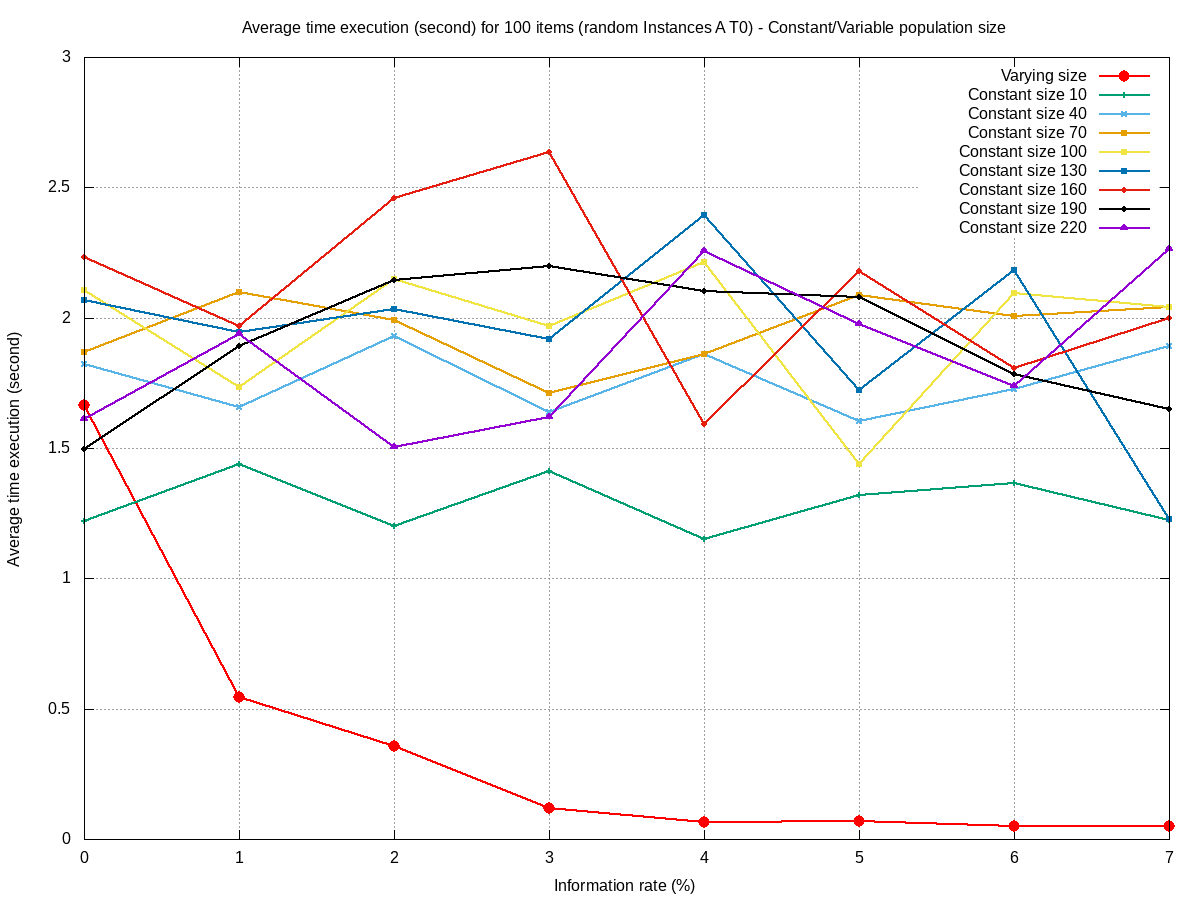 Average time execution (second) for 100 items (random Instances A T0) - Constant/Variable population size
Average time execution (second)
3
2.5
2
1.5
1
0.5
0
Varying size
Constant size 10
Constant size 40
Constant size 70
Constant size 100
Constant size 130
Constant size 160
Constant size 190
Constant size 220
0 1 2 3 4 5 6 7
Information rate (%)